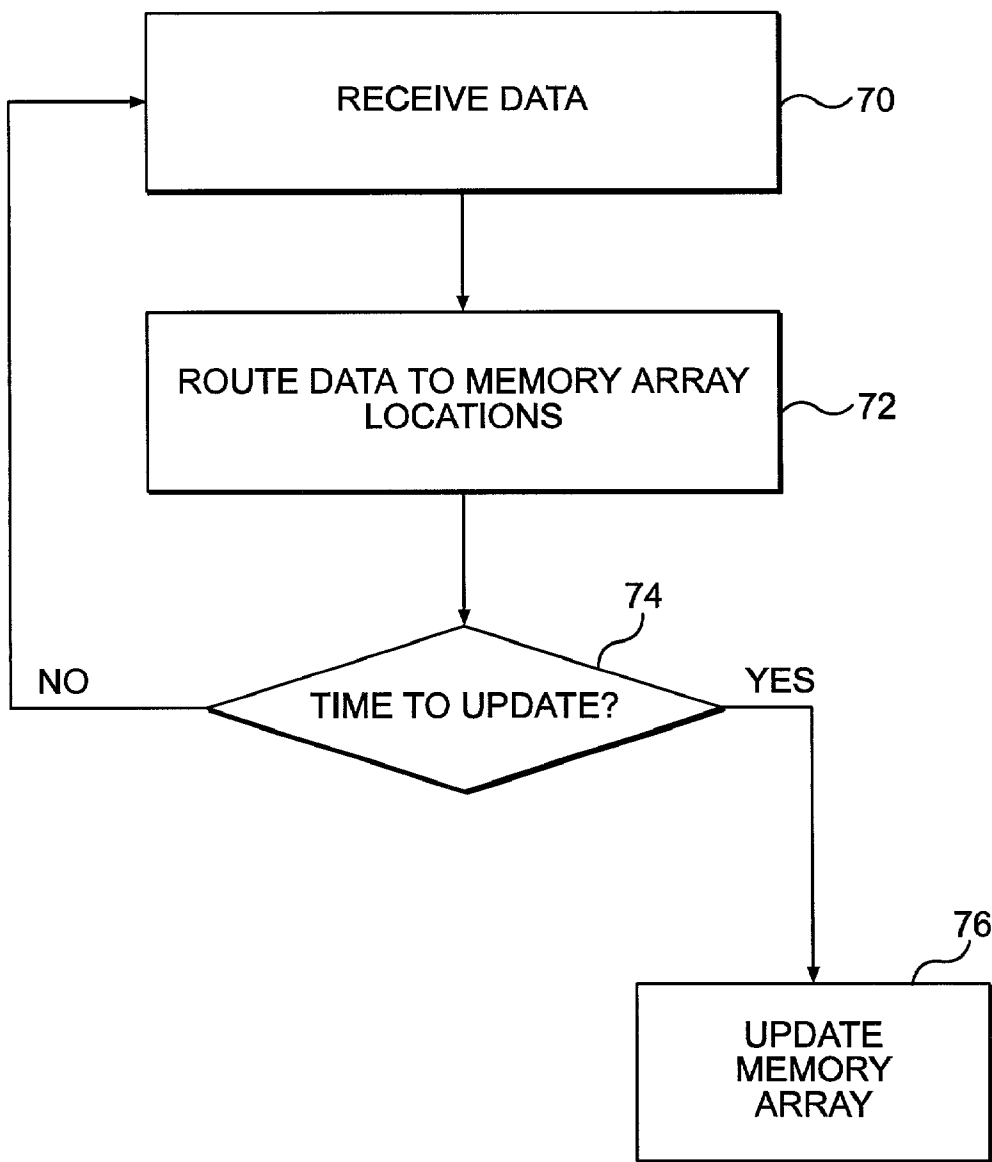 RECEIVE DATA
70
ROUTE DATA TO MEMORY ARRAY
LOCATIONS
72
74
NO
TIME TO UPDATE?
YES
76
UPDATE
MEMORY
ARRAY